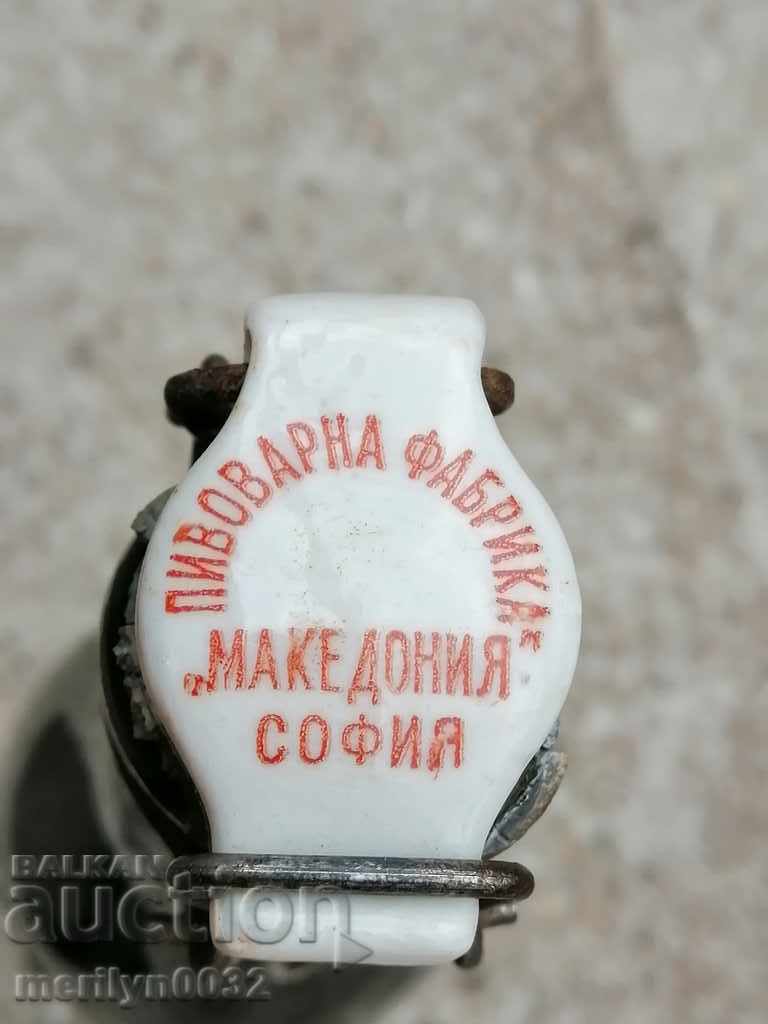 ПИВОВАРНА ФАБРИКА
„МАКЕДОНИЯ"
СОФИЯ
BALKAN
auction
merilyn0032